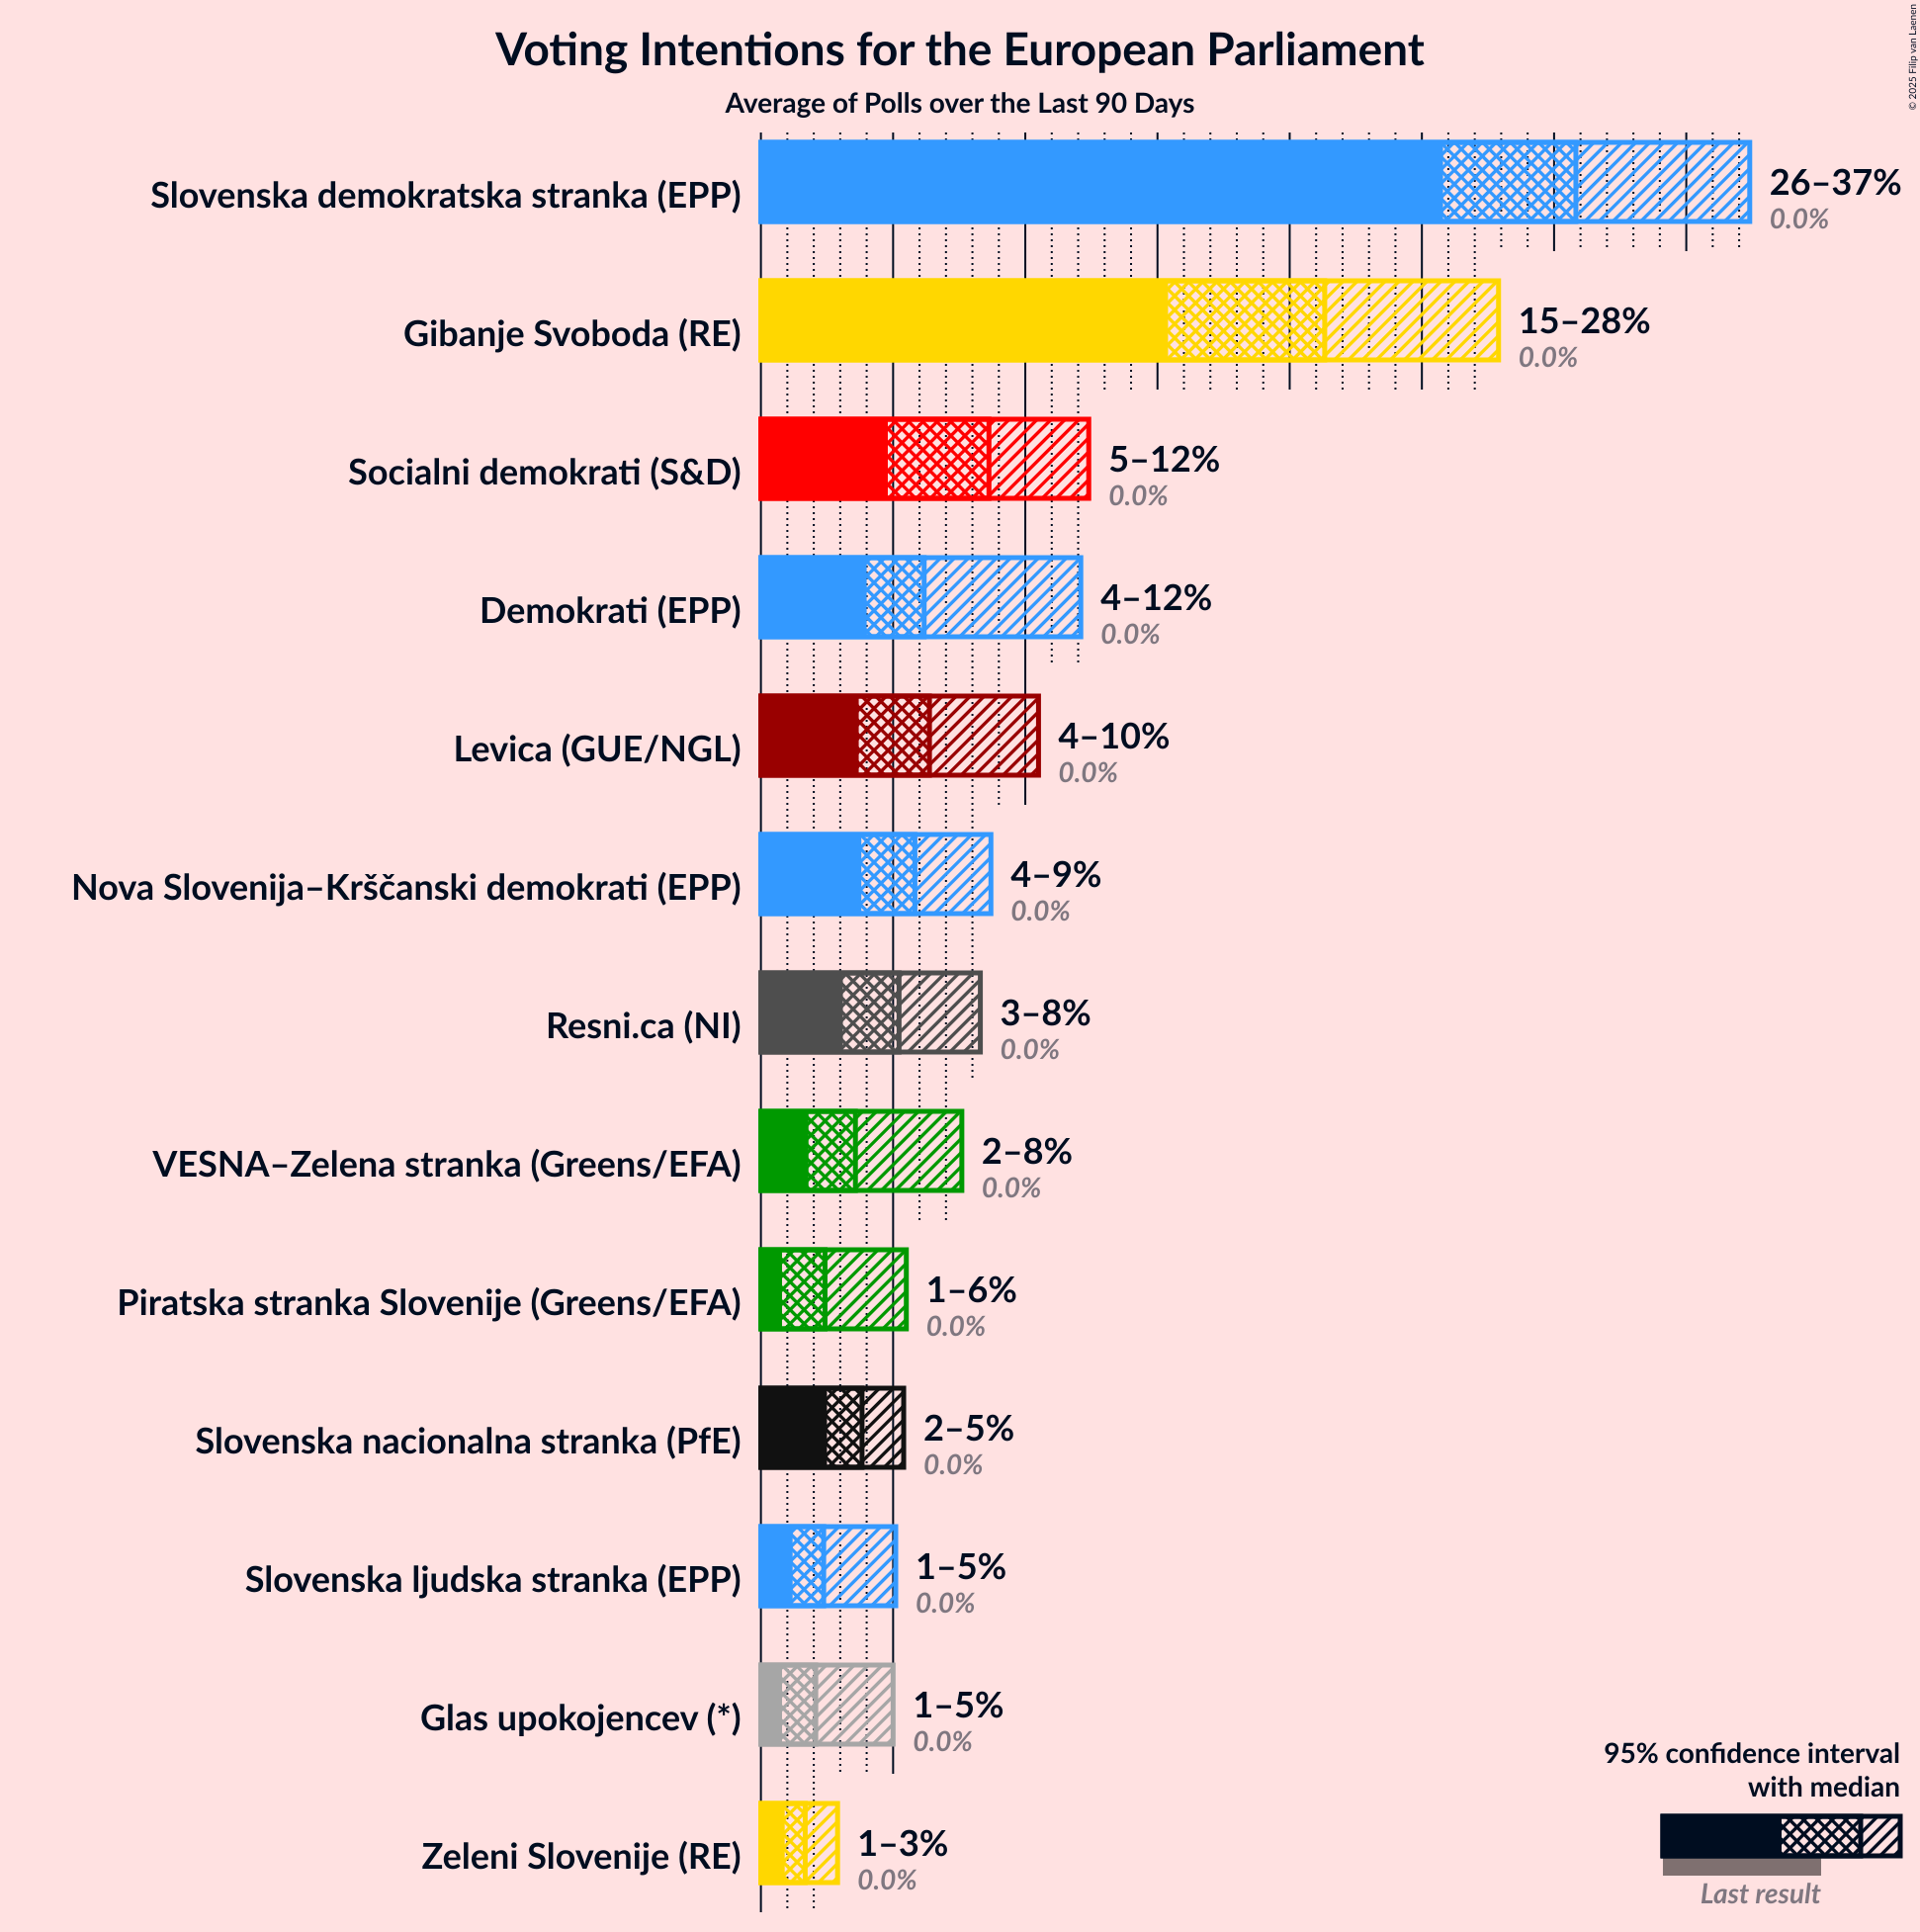 © 2025 Filip van Laenen
Voting Intentions for the European Parliament
Average of Polls over the Last 90 Days
Slovenska demokratska stranka (EPP)
26–37%
0.0%
Gibanje Svoboda (RE)
15–28%
0.0%
Socialni demokrati (S&D)
5–12%
0.0%
Demokrati (EPP)
4–12%
0.0%
Levica (GUE/NGL)
4–10%
0.0%
Nova Slovenija–Krščanski demokrati (EPP)
4–9%
0.0%
Resni.ca (NI)
3–8%
0.0%
VESNA–Zelena stranka (Greens/EFA)
2–8%
0.0%
Piratska stranka Slovenije (Greens/EFA)
1–6%
0.0%
Slovenska nacionalna stranka (PfE)
2–5%
0.0%
Slovenska ljudska stranka (EPP)
1–5%
0.0%
Glas upokojencev (*)
1–5%
0.0%
Zeleni Slovenije (RE)
1–3%
0.0%
95% confidence interval
with median
Last result